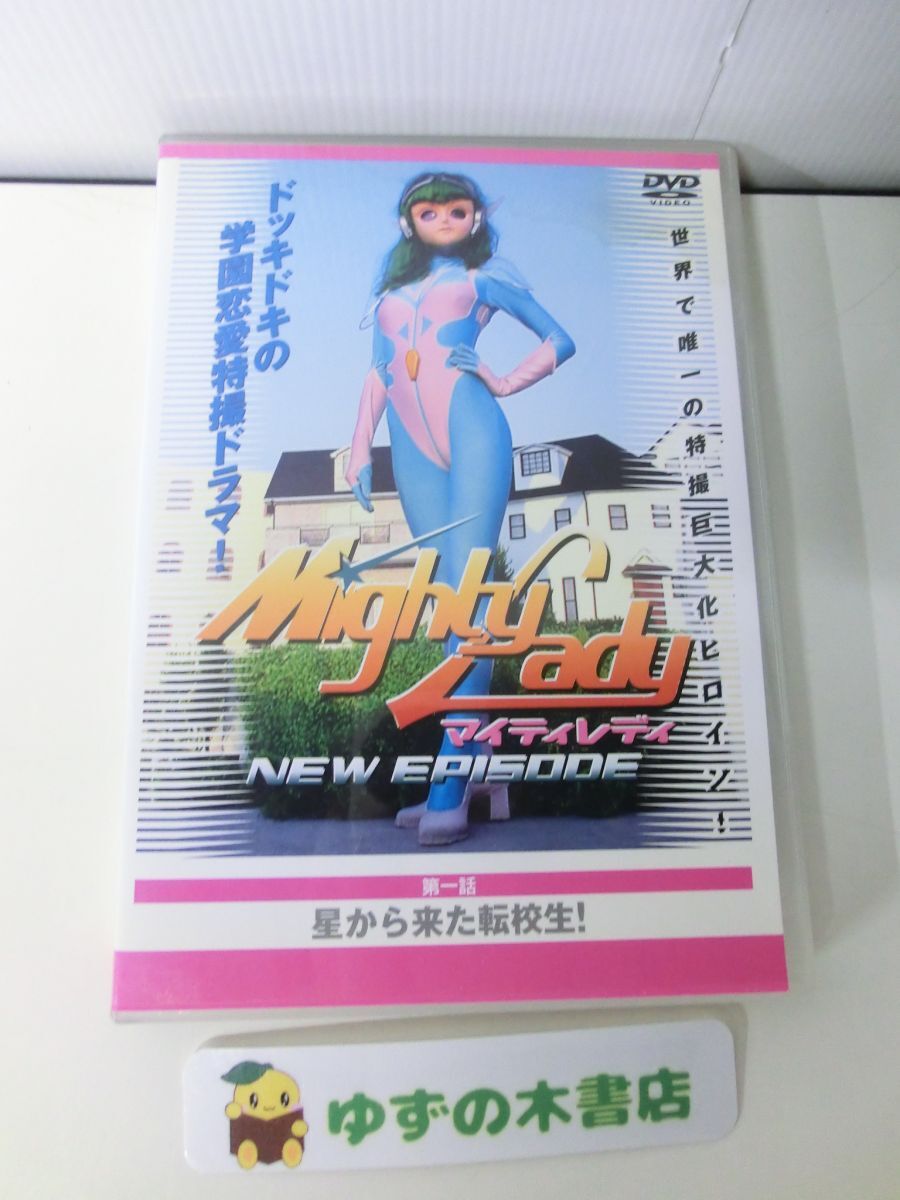 DVD
VIDEO
世界で唯一の特撮巨大化ヒロイン!
ドッキドキの
学園恋愛特撮ドラマ!
Mighty Lady
マイティレディ
NEW EPISODE
第一話
星から来た転校生!
ゆずの木書店